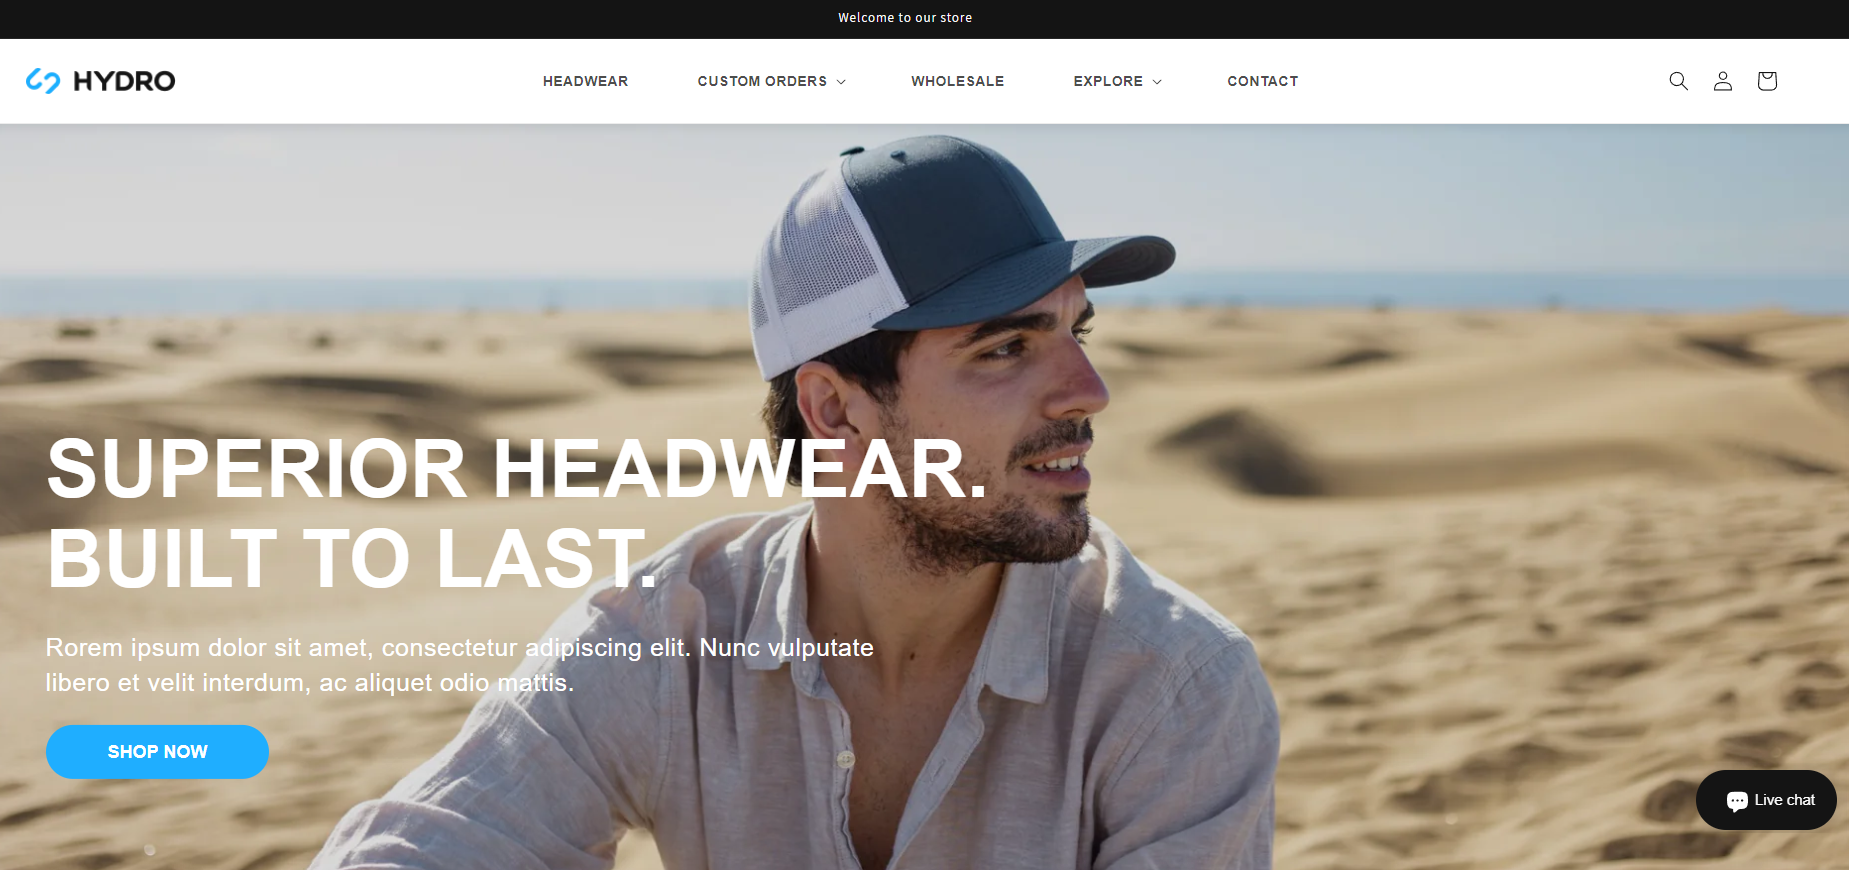 Welcome to our store
HYDRO
HEADWEAR
CUSTOM ORDERS
WHOLESALE
EXPLORE
CONTACT
SUPERIOR HEADWEAR.
BUILT TO LAST.
Rorem ipsum dolor sit amet, consectetur adipiscing elit. Nunc vulputate
libero et velit interdum, ac aliquet odio mattis.
SHOP NOW
Live chat